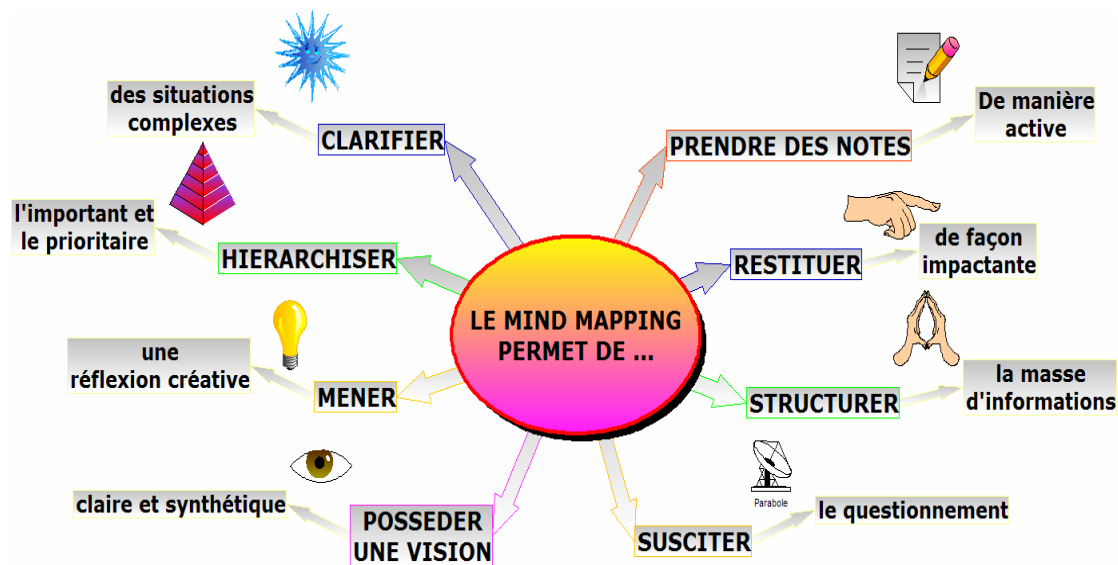 LE MIND MAPPING
PERMET DE ...
PRENDRE DES NOTES
De manière
active
RESTITUER
de façon
impactante
STRUCTURER
la masse
d'informations
SUSCITER
le questionnement
Parabole
POSSEDER
UNE VISION
claire et synthétique
MENER
une
réflexion créative
HIERARCHISER
l'important et
le prioritaire
CLARIFIER
des situations
complexes